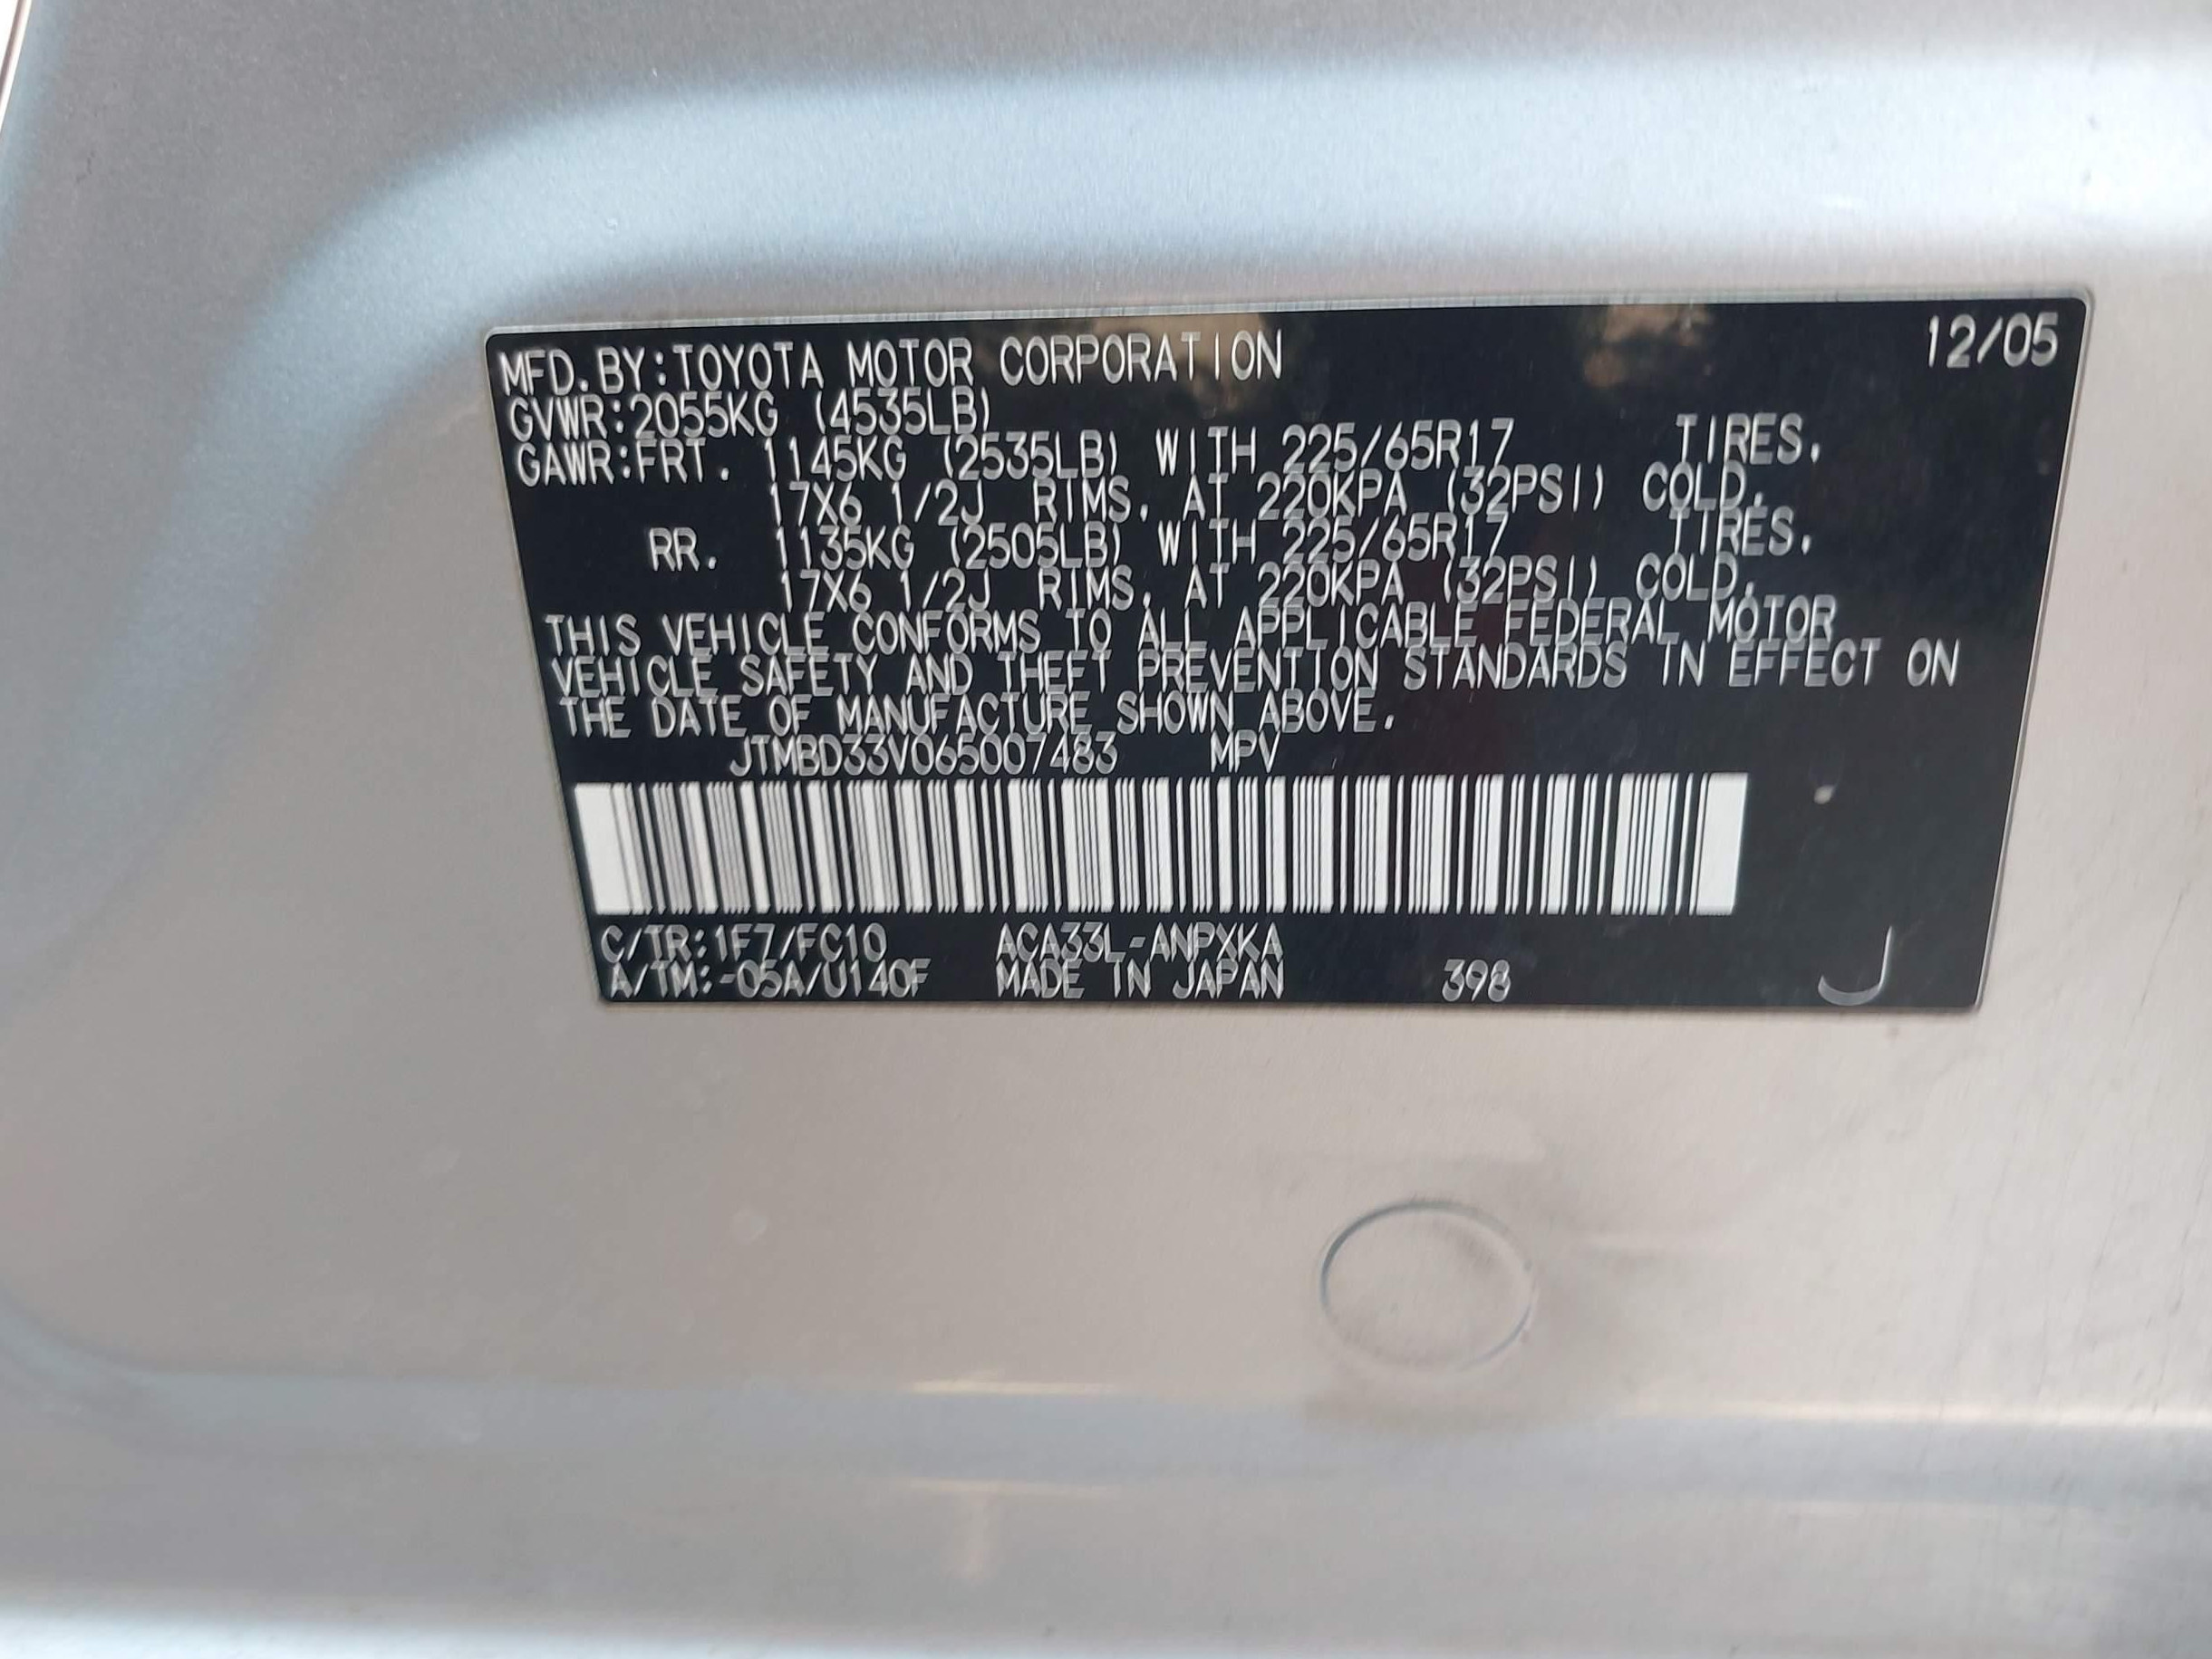 12/05
MFD.BY:TOYOTA MOTOR CORPORATION
GVWR:2055KG (4535LB)
GAWR:FRT. 1145KG (2535LB) WITH 225/65R17 TIRES,
17X6 1/2J RIMS, AT 220KPA (32PSI) COLD,
RR. 1135KG (2505LB) WITH 225/65R17 TIRES,
17X6 1/2J RIMS, AT 220KPA (32PSI) COLD,
THIS VEHICLE CONFORMS TO ALL APPLICABLE FEDERAL MOTOR
VEHICLE SAFETY AND THEFT PREVENTION STANDARDS IN EFFECT ON
THE DATE OF MANUFACTURE SHOWN ABOVE.
JTMBD33V065007483 MPV
C/TR:1F7/FC10 ACA33L-ANPXKA
A/TM:-05A/U140F MADE IN JAPAN 398 J